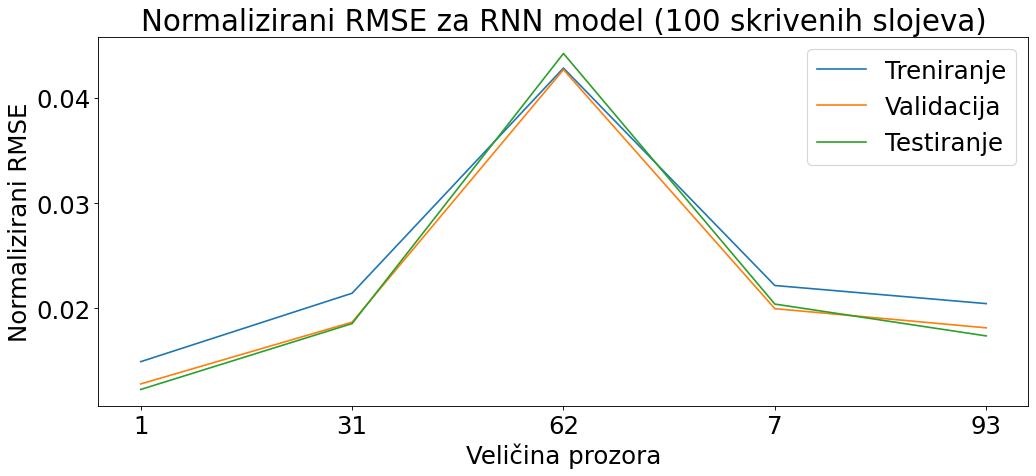 Normalizirani RMSE za RNN model (100 skrivenih slojeva)
Treniranje
Validacija
Testiranje
Normalizirani RMSE
0.04
0.03
0.02
1 31 62 7 93
Veličina prozora